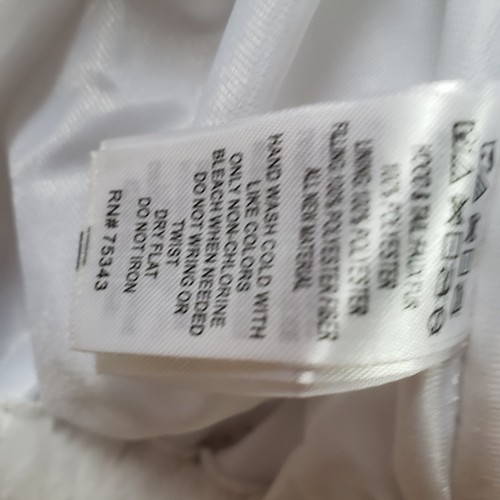 100% POLYESTER
LINING: 100% POLYESTER
FILLING: 100% POLYESTER FIBER
ALL NEW MATERIAL
HAND WASH COLD WITH
LIKE COLORS
ONLY NON-CHLORINE
BLEACH WHEN NEEDED
DO NOT WRING OR
TWIST
DRY FLAT
DO NOT IRON
RN# 75343